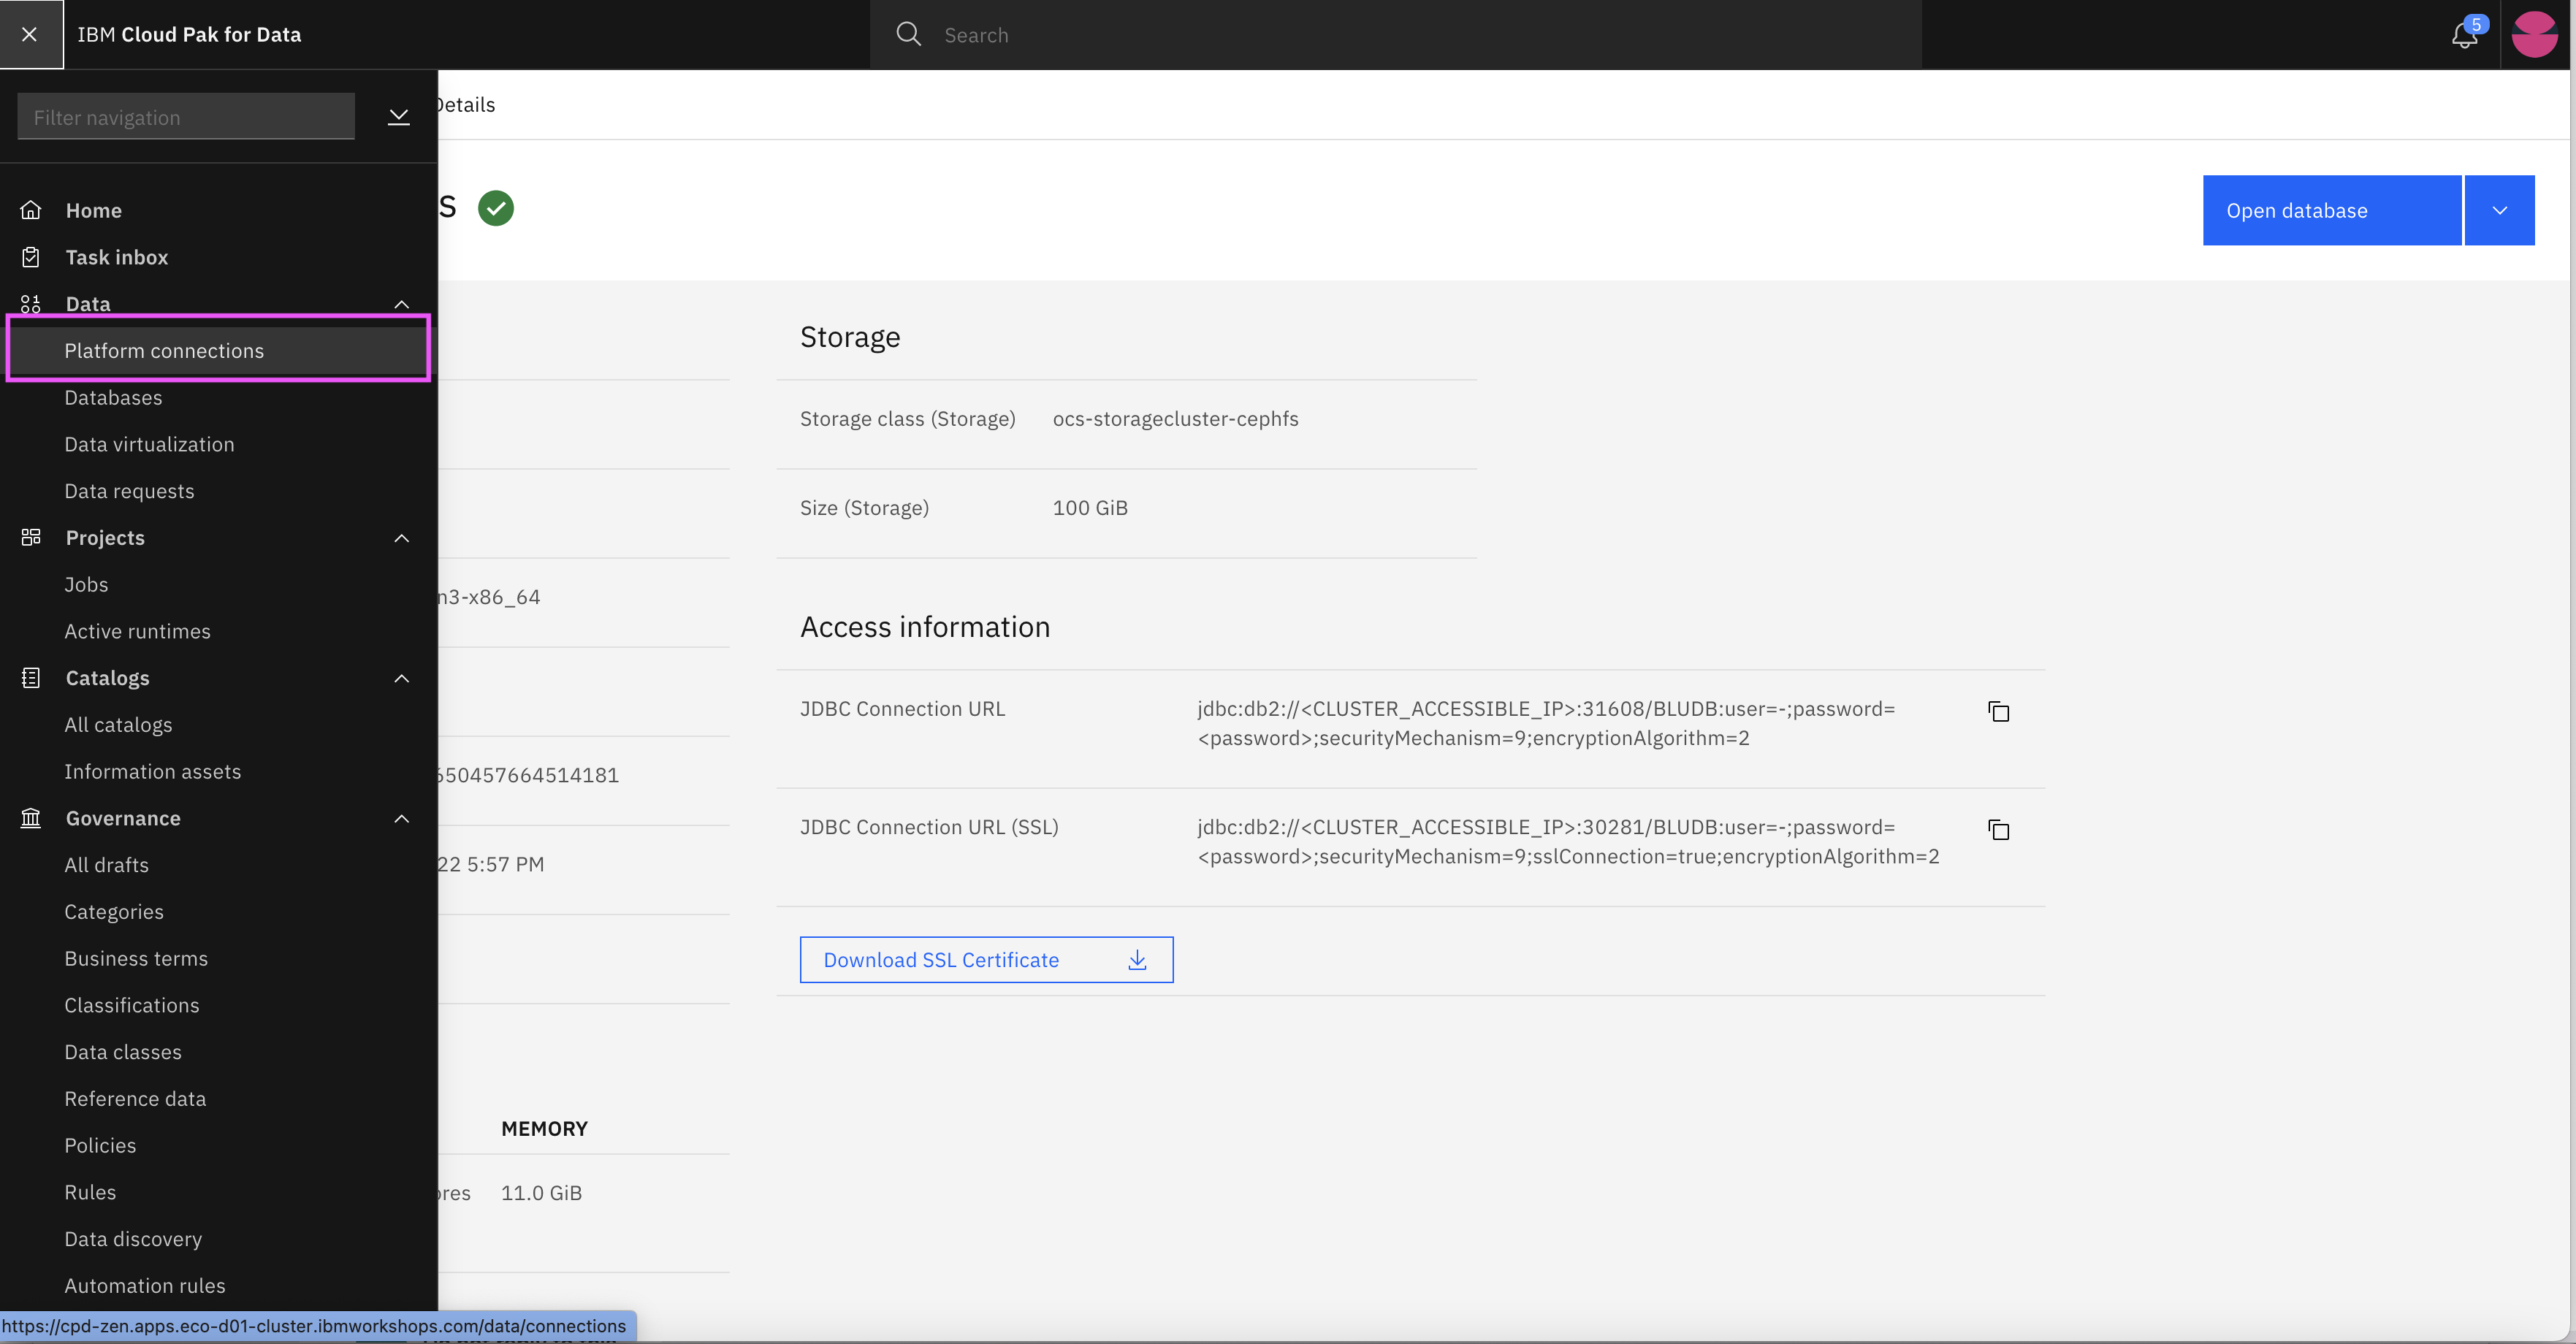 IBM Cloud Pak for Data
Search
5
Filter navigation
Details
Home
Task inbox
Data
Platform connections
Databases
Data virtualization
Data requests
Projects
Jobs
Active runtimes
Catalogs
All catalogs
Information assets
Governance
All drafts
Categories
Business terms
Classifications
Data classes
Reference data
Policies
Rules
Data discovery
Automation rules
https://cpd-zen.apps.eco-d01-cluster.ibmworkshops.com/data/connections
s
n3-x86_64
650457664514181
22 5:57 PM
MEMORY
ores 11.0 GiB
Open database
Storage
Storage class (Storage) ocs-storagecluster-cephfs
Size (Storage) 100 GiB
Access information
JDBC Connection URL jdbc:db2://<CLUSTER_ACCESSIBLE_IP>:31608/BLUDB:user=-;password=
<password>;securityMechanism=9;encryptionAlgorithm=2
JDBC Connection URL (SSL) jdbc:db2://<CLUSTER_ACCESSIBLE_IP>:30281/BLUDB:user=-;password=
<password>;securityMechanism=9;sslConnection=true;encryptionAlgorithm=2
Download SSL Certificate